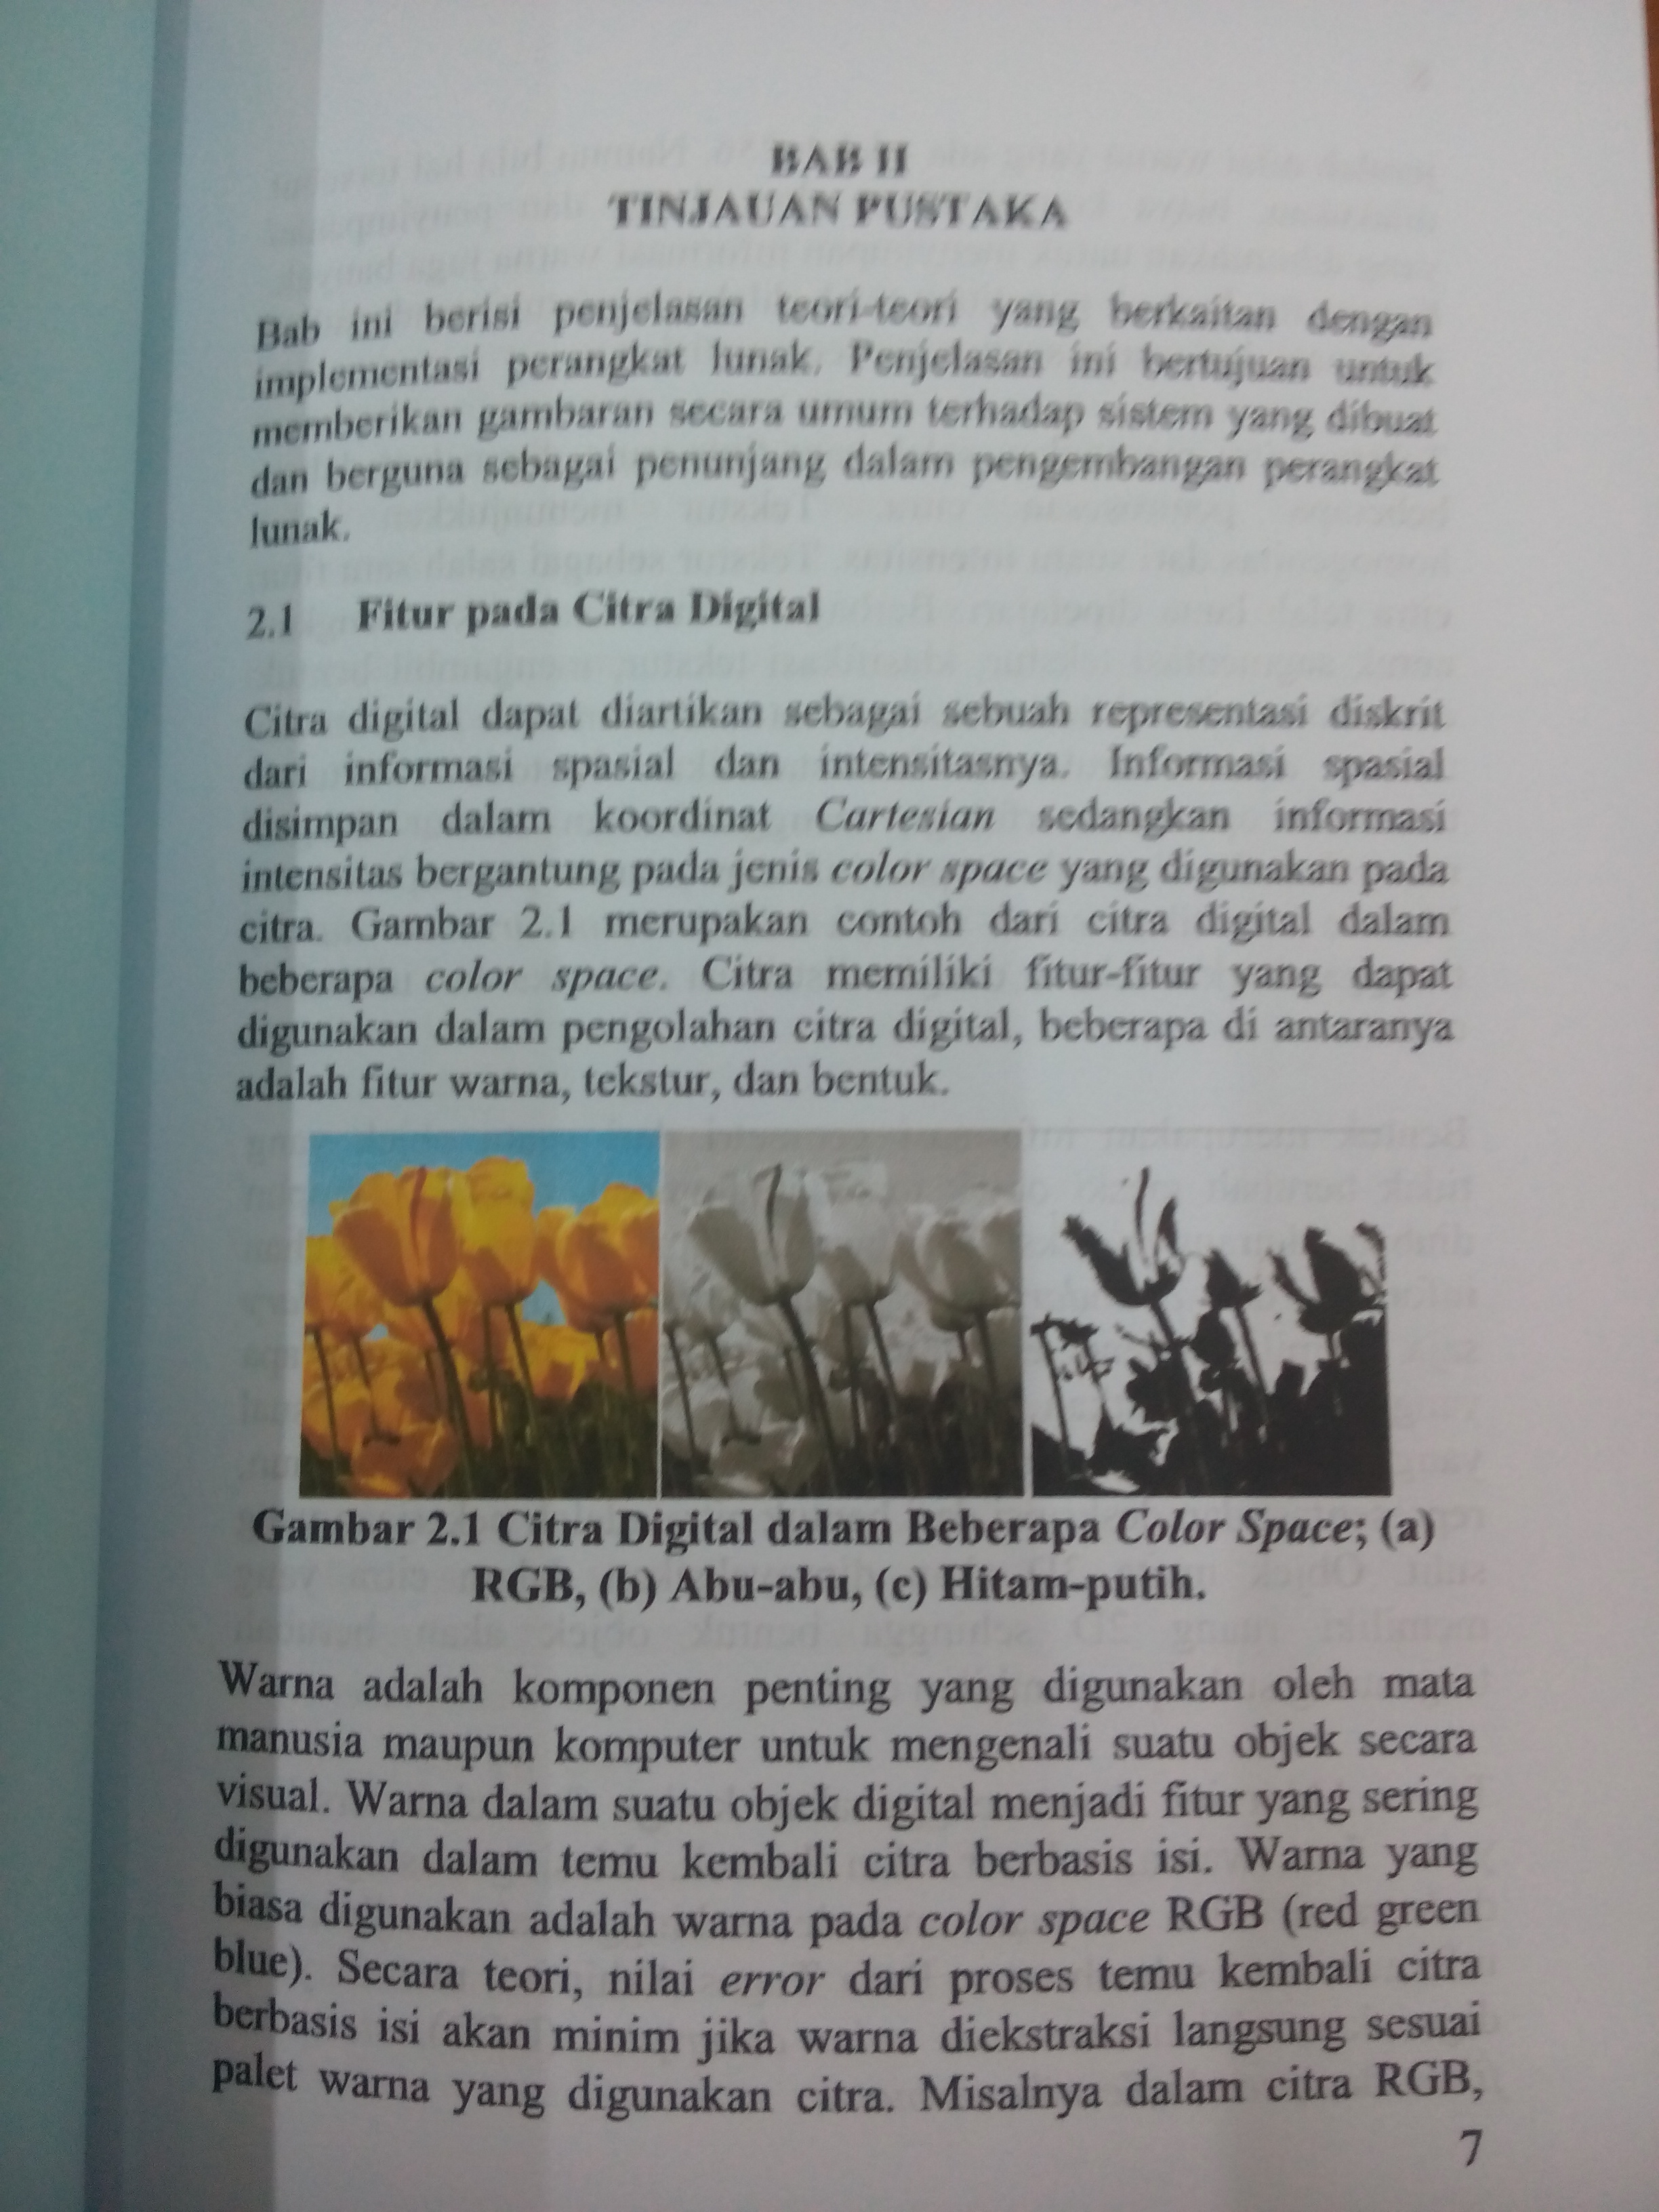 BAB II
TINJAUAN PUSTAKA
Bab ini berisi penjelasan teori-teori yang berkaitan dengan
implementasi perangkat lunak. Penjelasan ini bertujuan untuk
memberikan gambaran secara umum terhadap sistem yang dibuat
dan berguna sebagai penunjang dalam pengembangan perangkat
lunak.
2.1 Fitur pada Citra Digital
Citra digital dapat diartikan sebagai sebuah representasi diskrit
dari informasi spasial dan intensitasnya. Informasi spasial
disimpan dalam koordinat Cartesian sedangkan informasi
intensitas bergantung pada jenis color space yang digunakan pada
citra. Gambar 2.1 merupakan contoh dari citra digital dalam
beberapa color space. Citra memiliki fitur-fitur yang dapat
digunakan dalam pengolahan citra digital, beberapa di antaranya
adalah fitur warna, tekstur, dan bentuk.
Gambar 2.1 Citra Digital dalam Beberapa Color Space; (a)
RGB, (b) Abu-abu, (c) Hitam-putih.
Warna adalah komponen penting yang digunakan oleh mata
manusia maupun komputer untuk mengenali suatu objek secara
visual. Warna dalam suatu objek digital menjadi fitur yang sering
digunakan dalam temu kembali citra berbasis isi. Warna yang
biasa digunakan adalah warna pada color space RGB (red green
blue). Secara teori, nilai error dari proses temu kembali citra
berbasis isi akan minim jika warna diekstraksi langsung sesuai
palet warna yang digunakan citra. Misalnya dalam citra RGB,
7